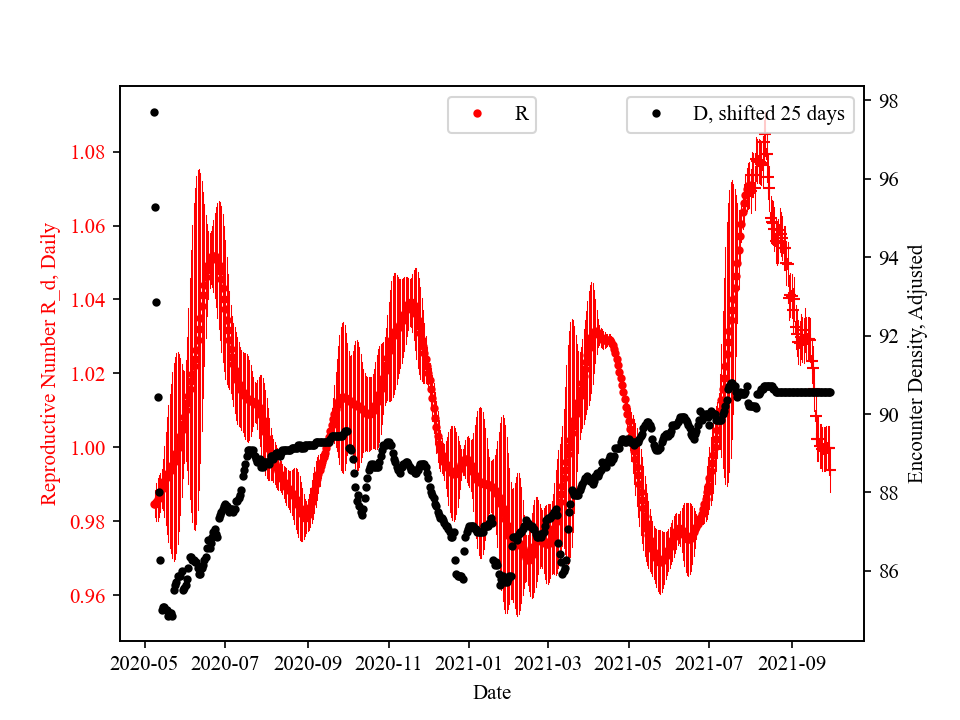 R
D, shifted 25 days
1.08
1.06
1.04
1.02
1.00
0.98
0.96
Reproductive Number R_d, Daily
98
96
94
92
90
88
86
Encounter Density, Adjusted
2020-05 2020-07 2020-09 2020-11 2021-01 2021-03 2021-05 2021-07 2021-09
Date